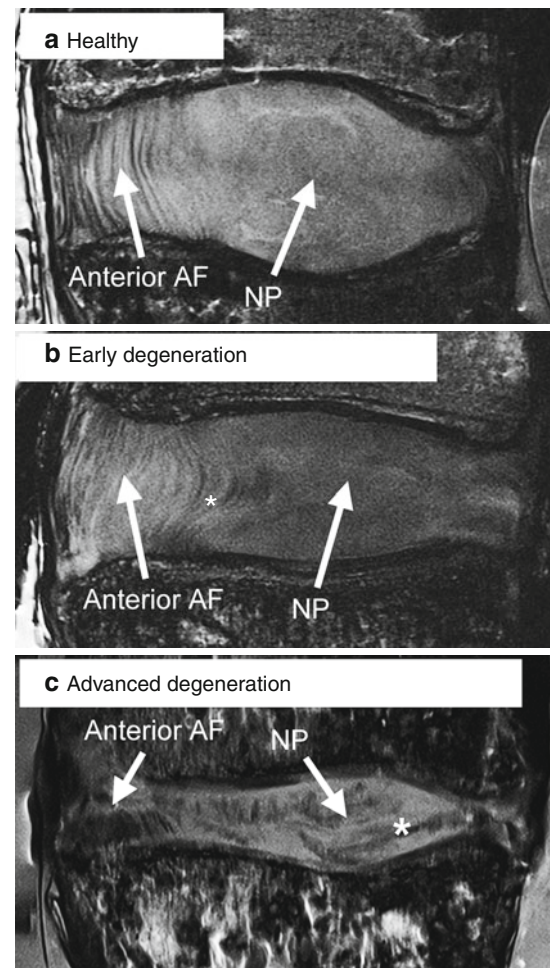 a Healthy
Anterior AF
NP
b Early degeneration
*
Anterior AF
NP
c Advanced degeneration
Anterior AF
NP
*